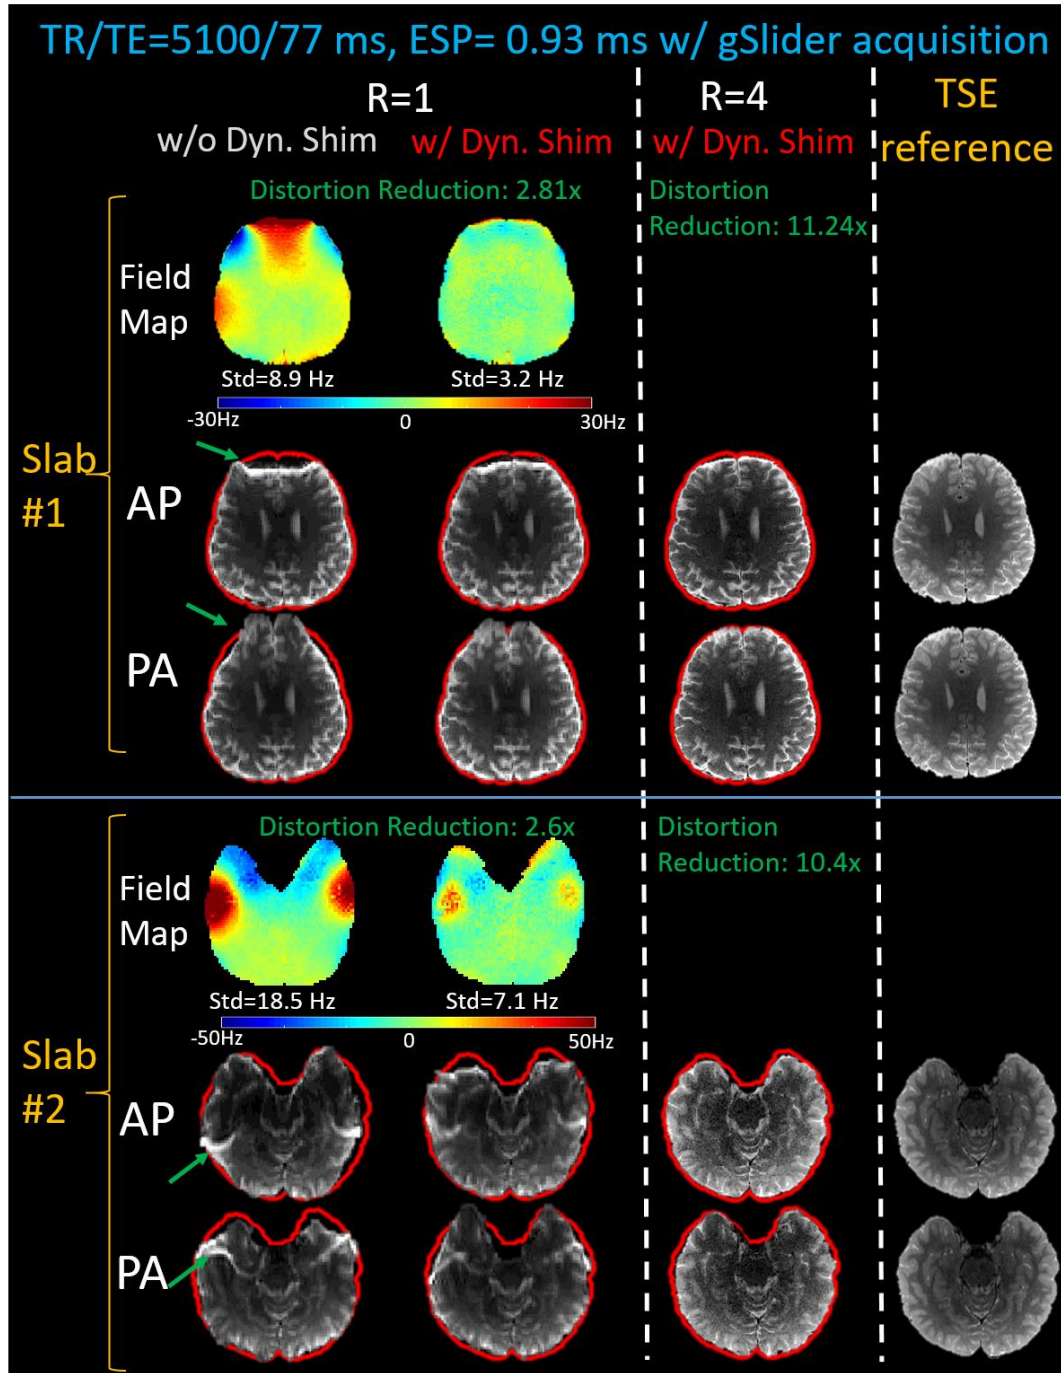 TR/TE=5100/77 ms, ESP= 0.93 ms w/ gSlider acquisition
R=1
R=4
TSE
reference
w/o Dyn. Shim
w/ Dyn. Shim
w/ Dyn. Shim
Distortion Reduction: 2.81x
Distortion
Reduction: 11.24x
Field
Map
Std=8.9 Hz
Std=3.2 Hz
-30Hz
0
30Hz
Slab
#1
AP
PA
Distortion Reduction: 2.6x
Distortion
Reduction: 10.4x
Field
Map
Std=18.5 Hz
Std=7.1 Hz
-50Hz
0
50Hz
Slab
#2
AP
PA